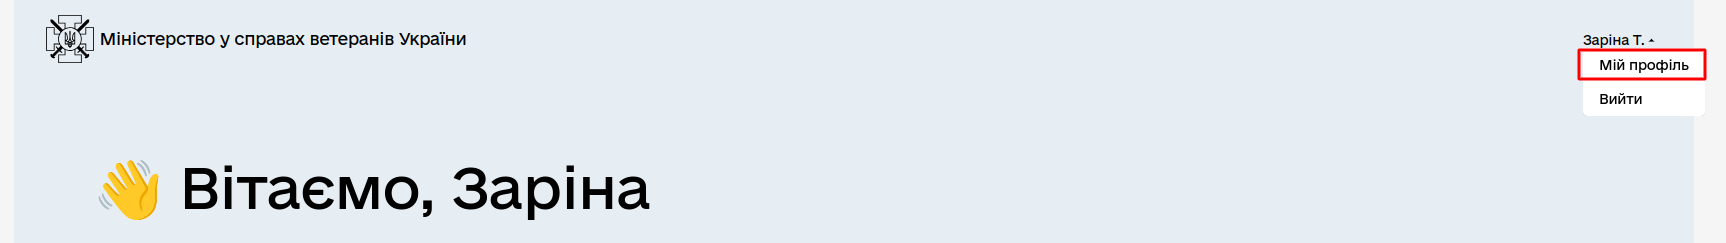 Міністерство у справах ветеранів України
Заріна Т.
Мій профіль
Вийти
👋 Вітаємо, Заріна